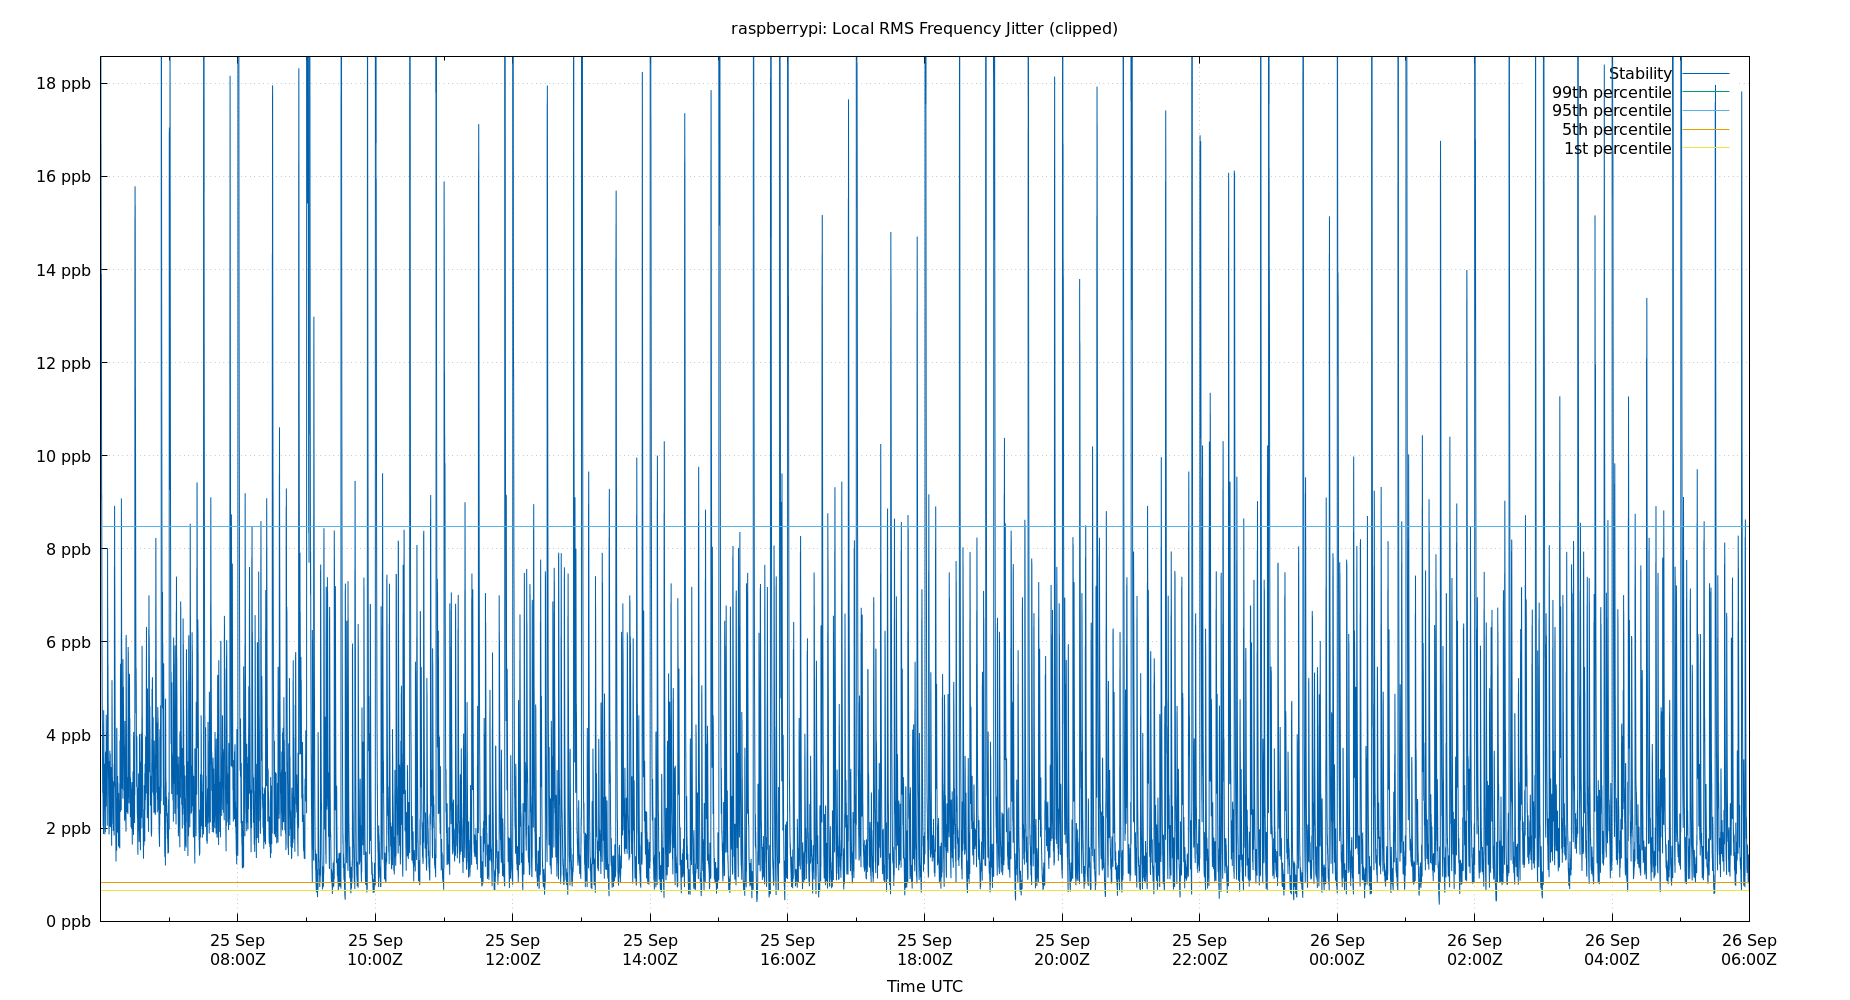 raspberrypi: Local RMS Frequency Jitter (clipped)
18 ppb
16 ppb
14 ppb
12 ppb
10 ppb
8 ppb
6 ppb
4 ppb
2 ppb
0 ppb
Stability
99th percentile
95th percentile
5th percentile
1st percentile
25 Sep 25 Sep 25 Sep 25 Sep 25 Sep 25 Sep 25 Sep 25 Sep 26 Sep 26 Sep 26 Sep 26 Sep
08:00Z 10:00Z 12:00Z 14:00Z 16:00Z 18:00Z 20:00Z 22:00Z 00:00Z 02:00Z 04:00Z 06:00Z
Time UTC